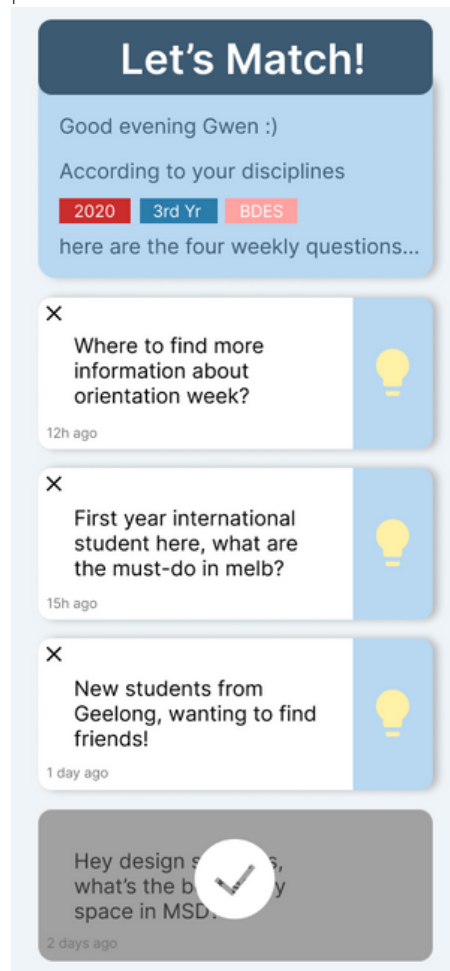 Let's Match!
Good evening Gwen :)
According to your disciplines
2020 3rd Yr BDES
here are the four weekly questions...
Where to find more
information about
orientation week?
12h ago
First year international
student here, what are
the must-do in melb?
15h ago
New students from
Geelong, wanting to find
friends!
1 day ago
Hey design
what's the
space in MSD
2 days ago